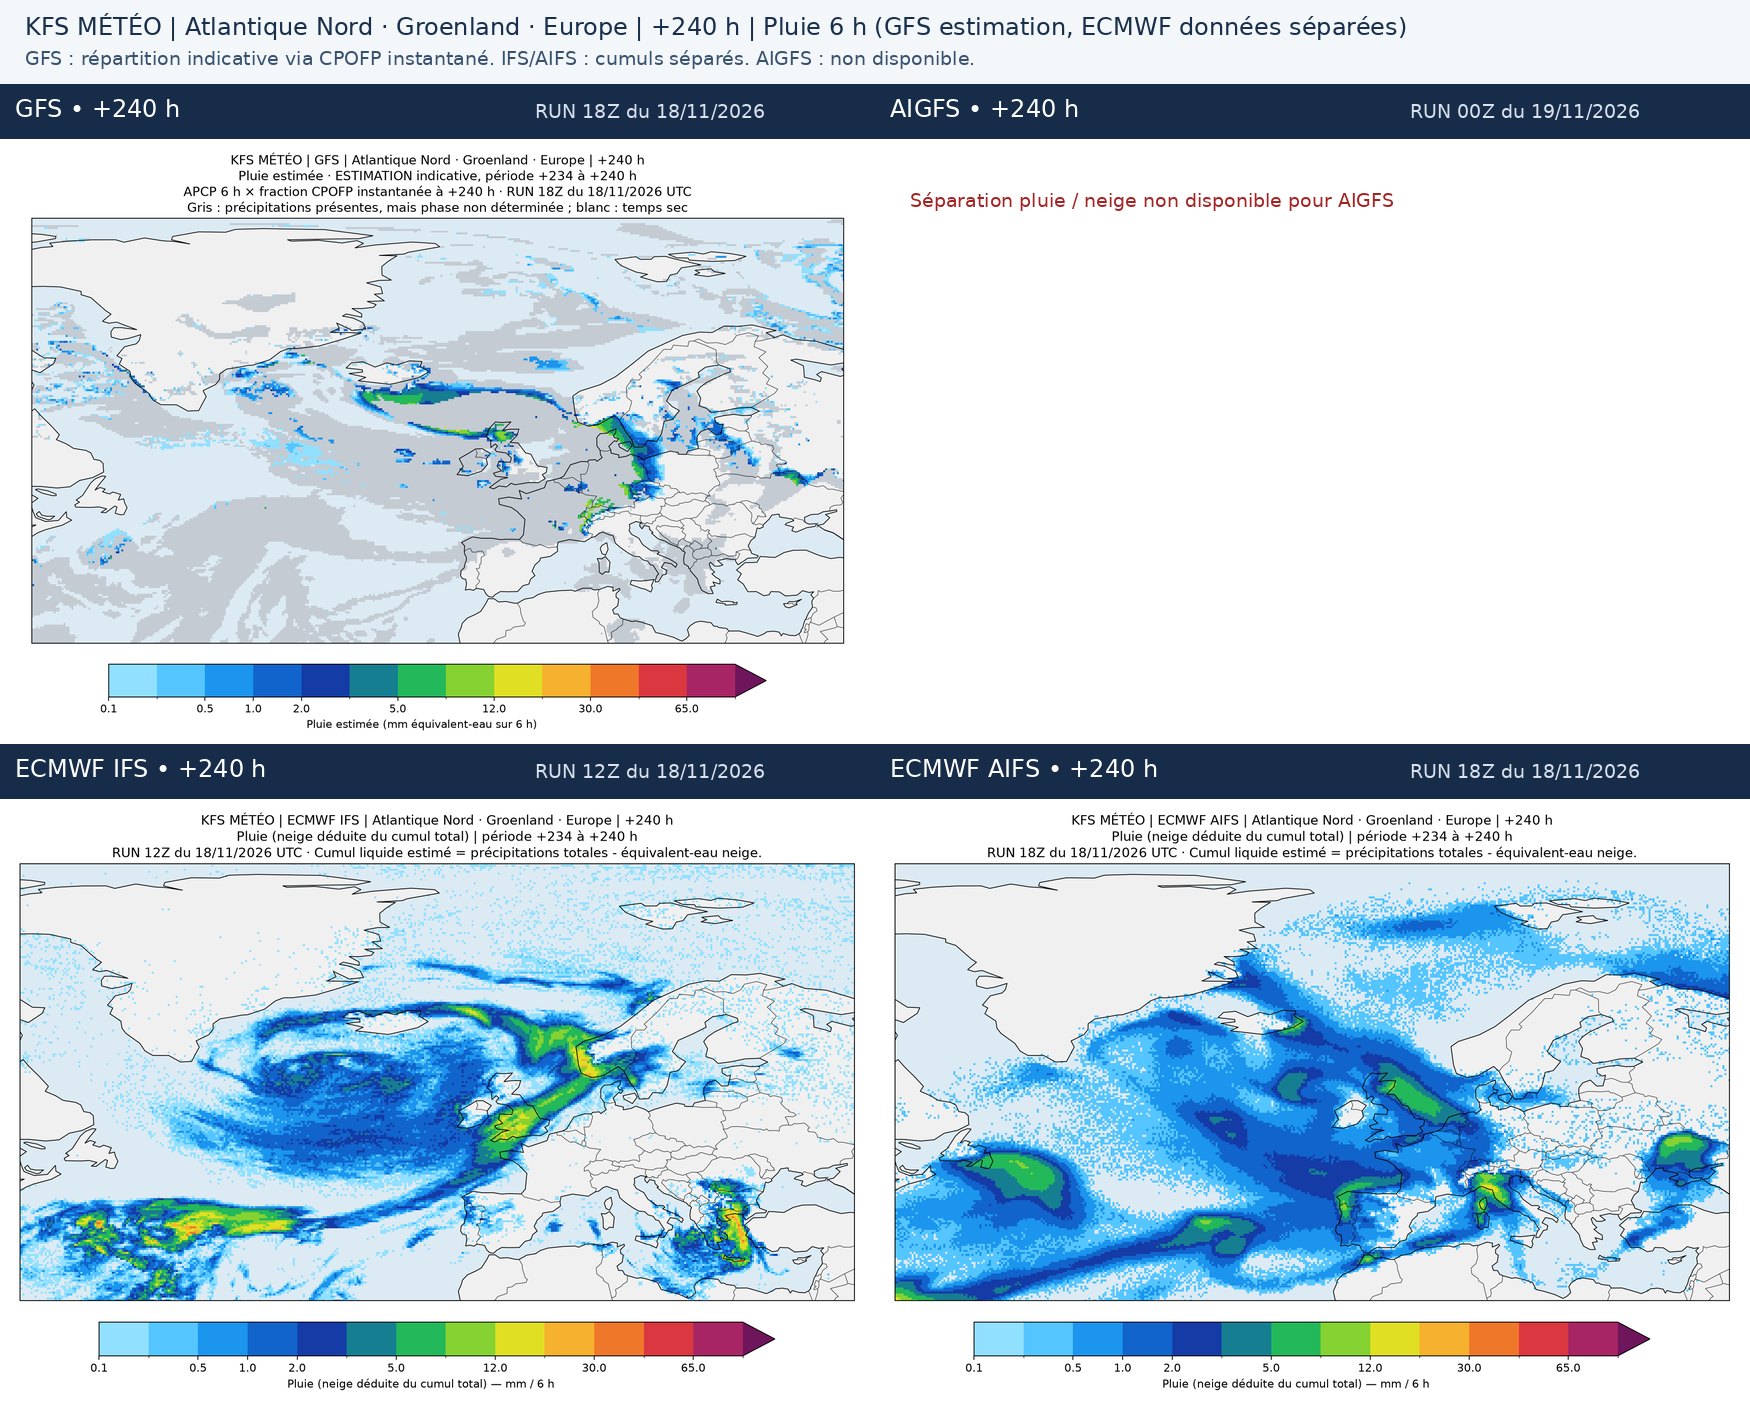 KFS MÉTÉO | Atlantique Nord · Groenland · Europe | +240 h | Pluie 6 h (GFS estimation, ECMWF données séparées)
GFS : répartition indicative via CPOFP instantané. IFS/AIFS : cumuls séparés. AIGFS : non disponible.
GFS • +240 h
RUN 18Z du 18/11/2026
AIGFS • +240 h
RUN 00Z du 19/11/2026
KFS MÉTÉO | GFS | Atlantique Nord · Groenland · Europe | +240 h
Pluie estimée · ESTIMATION indicative, période +234 à +240 h
APCP 6 h × fraction CPOFP instantanée à +240 h · RUN 18Z du 18/11/2026 UTC
Gris : précipitations présentes, mais phase non déterminée ; blanc : temps sec
Séparation pluie / neige non disponible pour AIGFS
0.1 0.5 1.0 2.0 5.0 12.0 30.0 65.0
Pluie estimée (mm équivalent-eau sur 6 h)
ECMWF IFS • +240 h
RUN 12Z du 18/11/2026
ECMWF AIFS • +240 h
RUN 18Z du 18/11/2026
KFS MÉTÉO | ECMWF IFS | Atlantique Nord · Groenland · Europe | +240 h
Pluie (neige déduite du cumul total) | période +234 à +240 h
RUN 12Z du 18/11/2026 UTC · Cumul liquide estimé = précipitations totales - équivalent-eau neige.
0.1 0.5 1.0 2.0 5.0 12.0 30.0 65.0
Pluie (neige déduite du cumul total) — mm / 6 h
KFS MÉTÉO | ECMWF AIFS | Atlantique Nord · Groenland · Europe | +240 h
Pluie (neige déduite du cumul total) | période +234 à +240 h
RUN 18Z du 18/11/2026 UTC · Cumul liquide estimé = précipitations totales - équivalent-eau neige.
0.1 0.5 1.0 2.0 5.0 12.0 30.0 65.0
Pluie (neige déduite du cumul total) — mm / 6 h